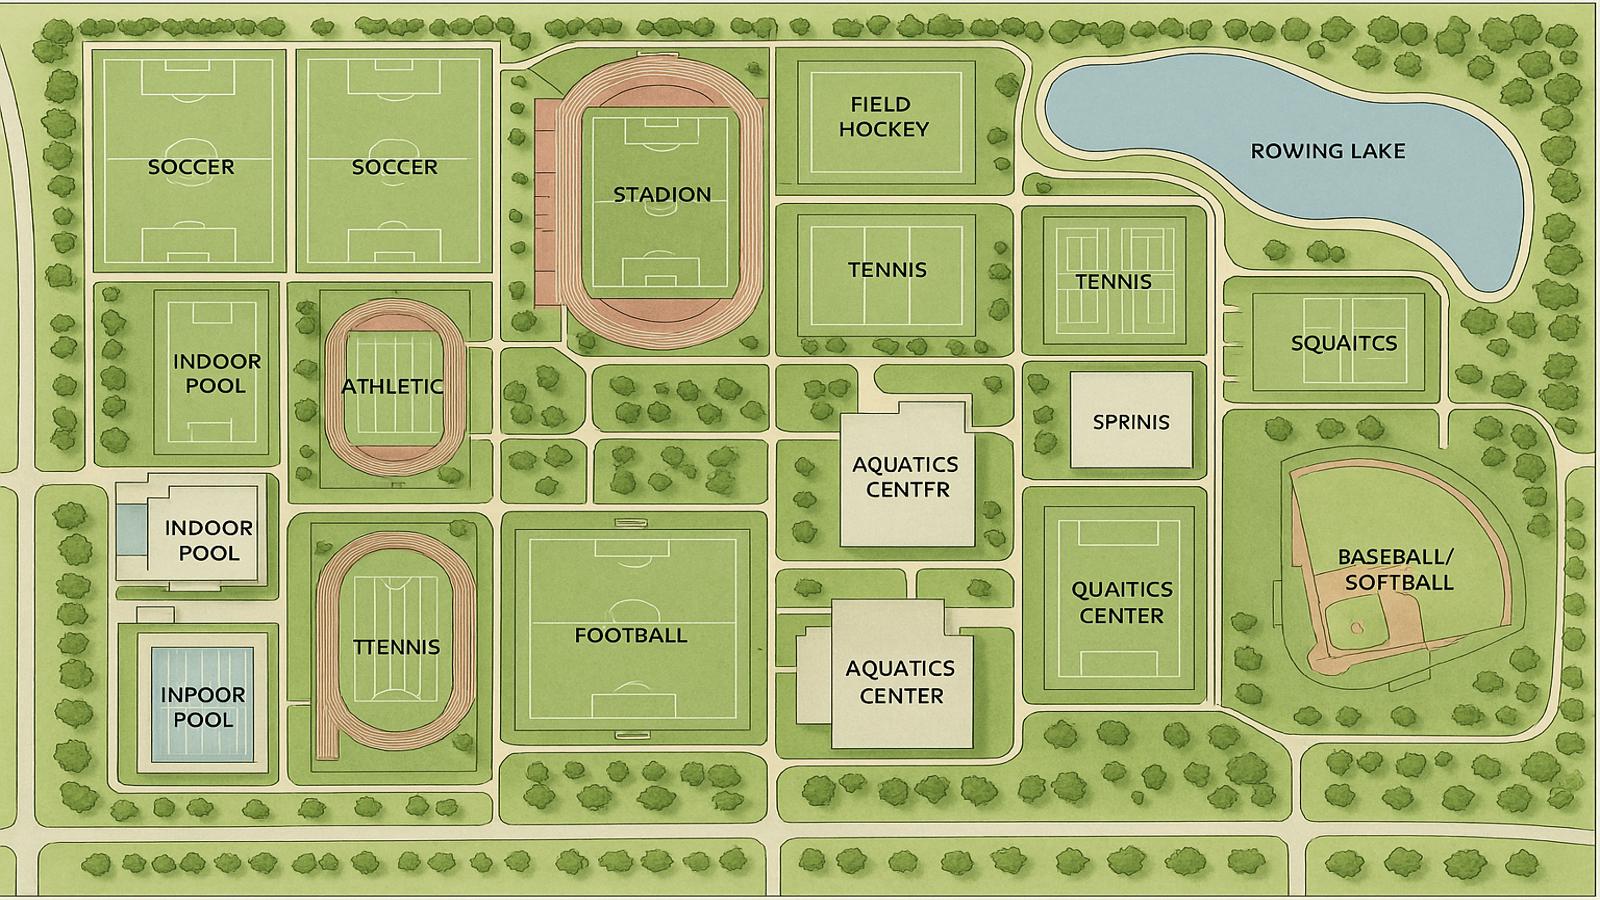 SOCCER
SOCCER
STADION
FIELD
HOCKEY
ROWING LAKE
TENNIS
TENNIS
SQUAITCS
INDOOR
POOL
ATHLETIC
SPRINIS
AQUATICS
CENTFR
INDOOR
POOL
QUAITICS
CENTER
BASEBALL/
SOFTBALL
TTENNIS
FOOTBALL
AQUATICS
CENTER
INPOOR
POOL